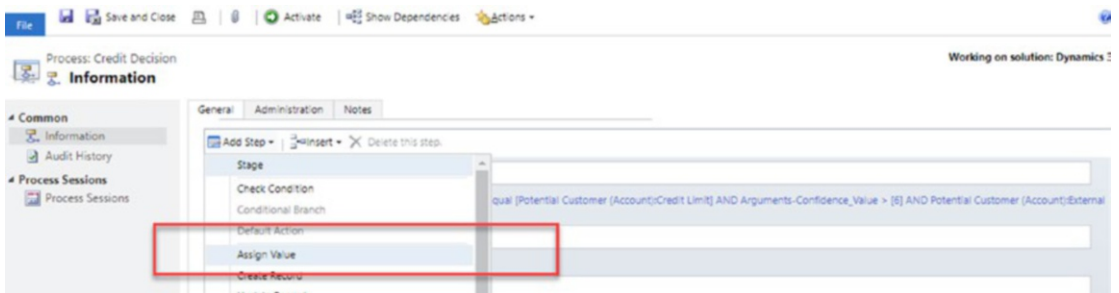 File Save and Close Activate Show Dependencies Actions
Process: Credit Decision
Information
Working on solution: Dynamics
Common
Information
Audit History
Process Sessions
Process Sessions
General Administration Notes
Add Step Insert Delete this step.
Stage
Check Condition
qual [Potential Customer (Account):Credit Limit] AND Arguments-Confidence_Value > [6] AND Potential Customer (Account):External
Conditional Branch
Default Action
Assign Value
Create Record